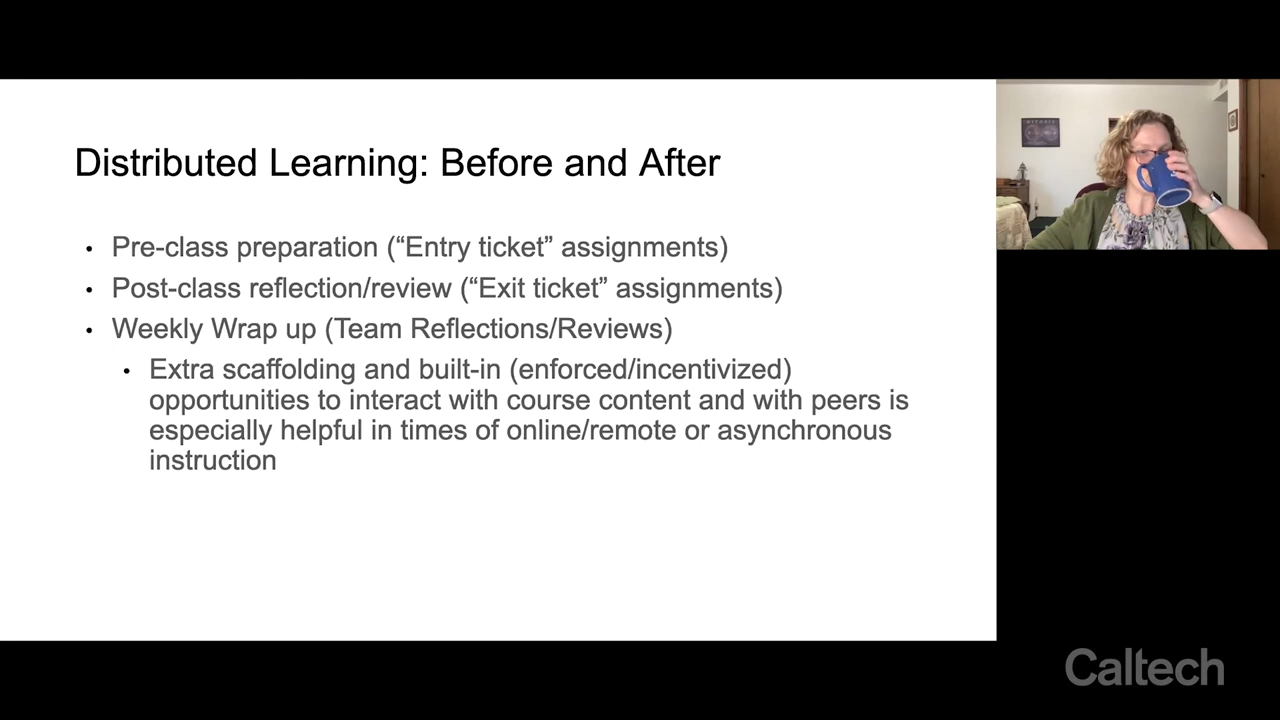 Distributed Learning: Before and After
• Pre-class preparation (“Entry ticket” assignments)
• Post-class reflection/review (“Exit ticket” assignments)
• Weekly Wrap up (Team Reflections/Reviews)
• Extra scaffolding and built-in (enforced/incentivized)
opportunities to interact with course content and with peers is
especially helpful in times of online/remote or asynchronous
instruction
Caltech